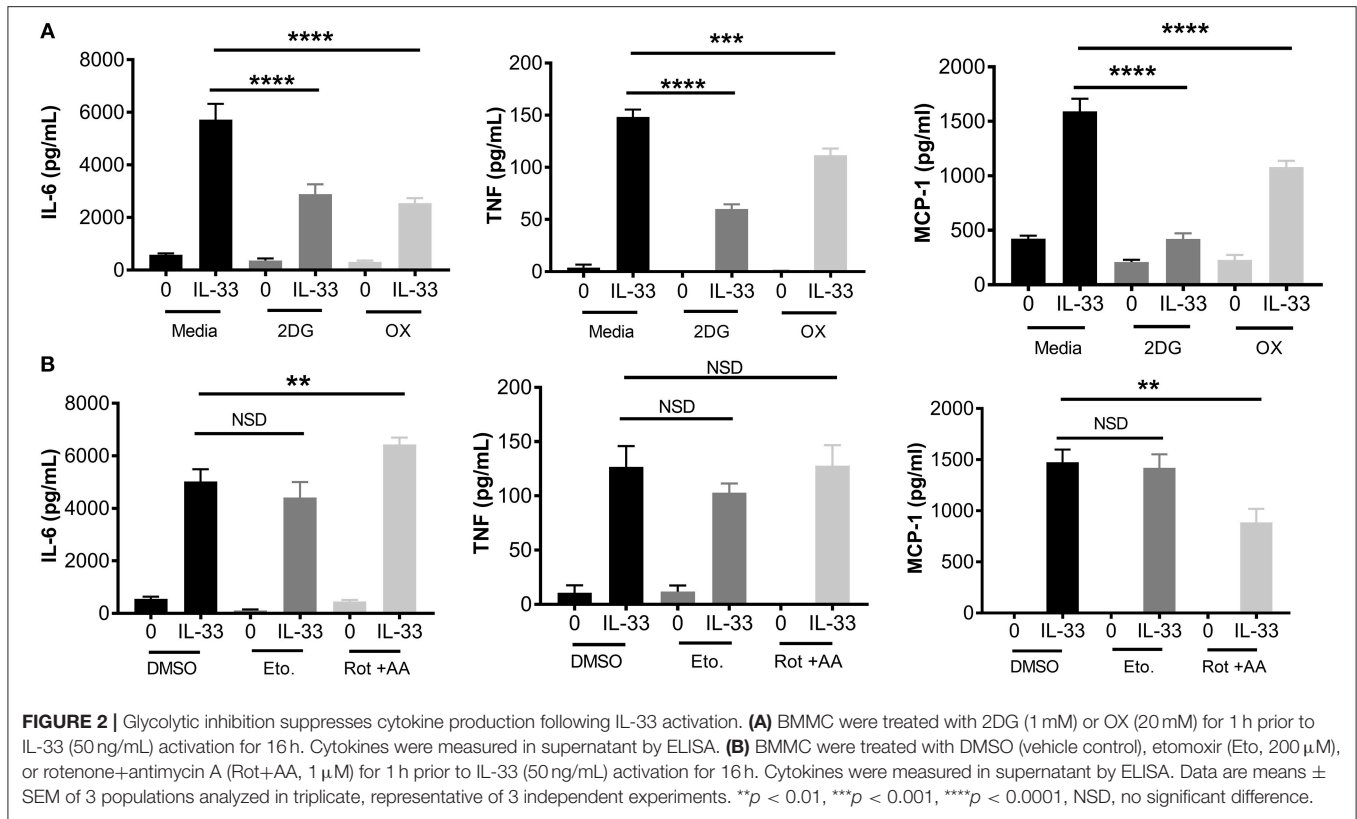 A
****
****
8000
6000
4000
2000
0
IL-6 (pg/mL)
0 IL-33 0 IL-33 0 IL-33
Media 2DG OX
***
****
200
150
100
50
0
TNF (pg/mL)
0 IL-33 0 IL-33 0 IL-33
Media 2DG OX
****
****
2000
1500
1000
500
0
MCP-1 (pg/ml)
0 IL-33 0 IL-33 0 IL-33
Media 2DG OX
B
**
NSD
8000
6000
4000
2000
0
IL-6 (pg/mL)
0 IL-33 0 IL-33 0 IL-33
DMSO Eto. Rot +AA
NSD
NSD
200
150
100
50
0
TNF (pg/mL)
0 IL-33 0 IL-33 0 IL-33
DMSO Eto. Rot +AA
**
NSD
2000
1500
1000
500
0
MCP-1 (pg/ml)
0 IL-33 0 IL-33 0 IL-33
DMSO Eto. Rot +AA
FIGURE 2 | Glycolytic inhibition suppresses cytokine production following IL-33 activation. (A) BMMC were treated with 2DG (1 mM) or OX (20 mM) for 1 h prior to
IL-33 (50 ng/mL) activation for 16 h. Cytokines were measured in supernatant by ELISA. (B) BMMC were treated with DMSO (vehicle control), etomoxir (Eto, 200 μM),
or rotenone+antimycin A (Rot+AA, 1 μM) for 1 h prior to IL-33 (50 ng/mL) activation for 16 h. Cytokines were measured in supernatant by ELISA. Data are means ±
SEM of 3 populations analyzed in triplicate, representative of 3 independent experiments. **p < 0.01, ***p < 0.001, ****p < 0.0001, NSD, no significant difference.